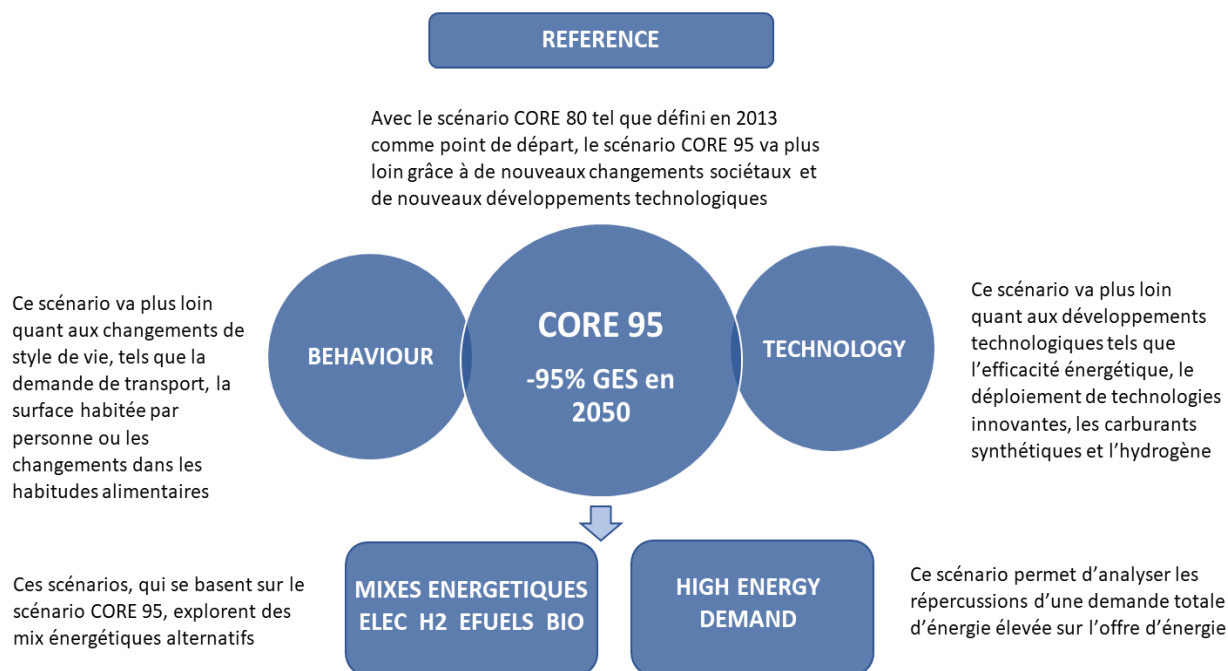 REFERENCE
Avec le scénario CORE 80 tel que défini en 2013
comme point de départ, le scénario CORE 95 va plus
loin grâce à de nouveaux changements sociétaux et
de nouveaux développements technologiques
Ce scénario va plus loin
quant aux changements de
style de vie, tels que la
demande de transport, la
surface habitée par
personne ou les
changements dans les
habitudes alimentaires
BEHAVIOUR
CORE 95
-95% GES en
2050
TECHNOLOGY
Ce scénario va plus loin
quant aux développements
technologiques tels que
l’efficacité énergétique, le
déploiement de technologies
innovantes, les carburants
synthétiques et l’hydrogène
Ces scénarios, qui se basent sur le
scénario CORE 95, explorent des
mix énergétiques alternatifs
MIXES ENERGETIQUES
ELEC H2 EFUELS BIO
HIGH ENERGY
DEMAND
Ce scénario permet d’analyser les
répercussions d’une demande totale
d’énergie élevée sur l’offre d’énergie